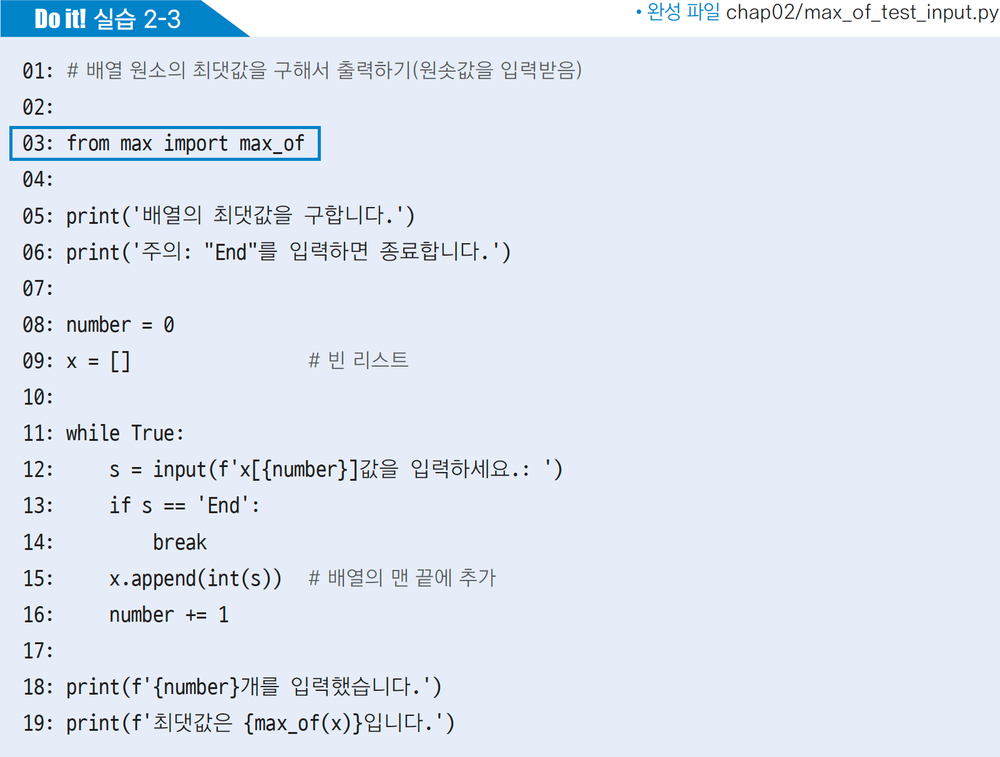 Do it! 실습 2-3
• 완성 파일 chap02/max_of_test_input.py
01: # 배열 원소의 최댓값을 구해서 출력하기(원솟값을 입력받음)
02:
03: from max import max_of
04:
05: print('배열의 최댓값을 구합니다.')
06: print('주의: "End"를 입력하면 종료합니다.')
07:
08: number = 0
09: x = [] # 빈 리스트
10:
11: while True:
12:     s = input(f'x[{number}]값을 입력하세요.: ')
13:     if s == 'End':
14:         break
15:     x.append(int(s)) # 배열의 맨 끝에 추가
16:     number += 1
17:
18: print(f'{number}개를 입력했습니다.')
19: print(f'최댓값은 {max_of(x)}입니다.')